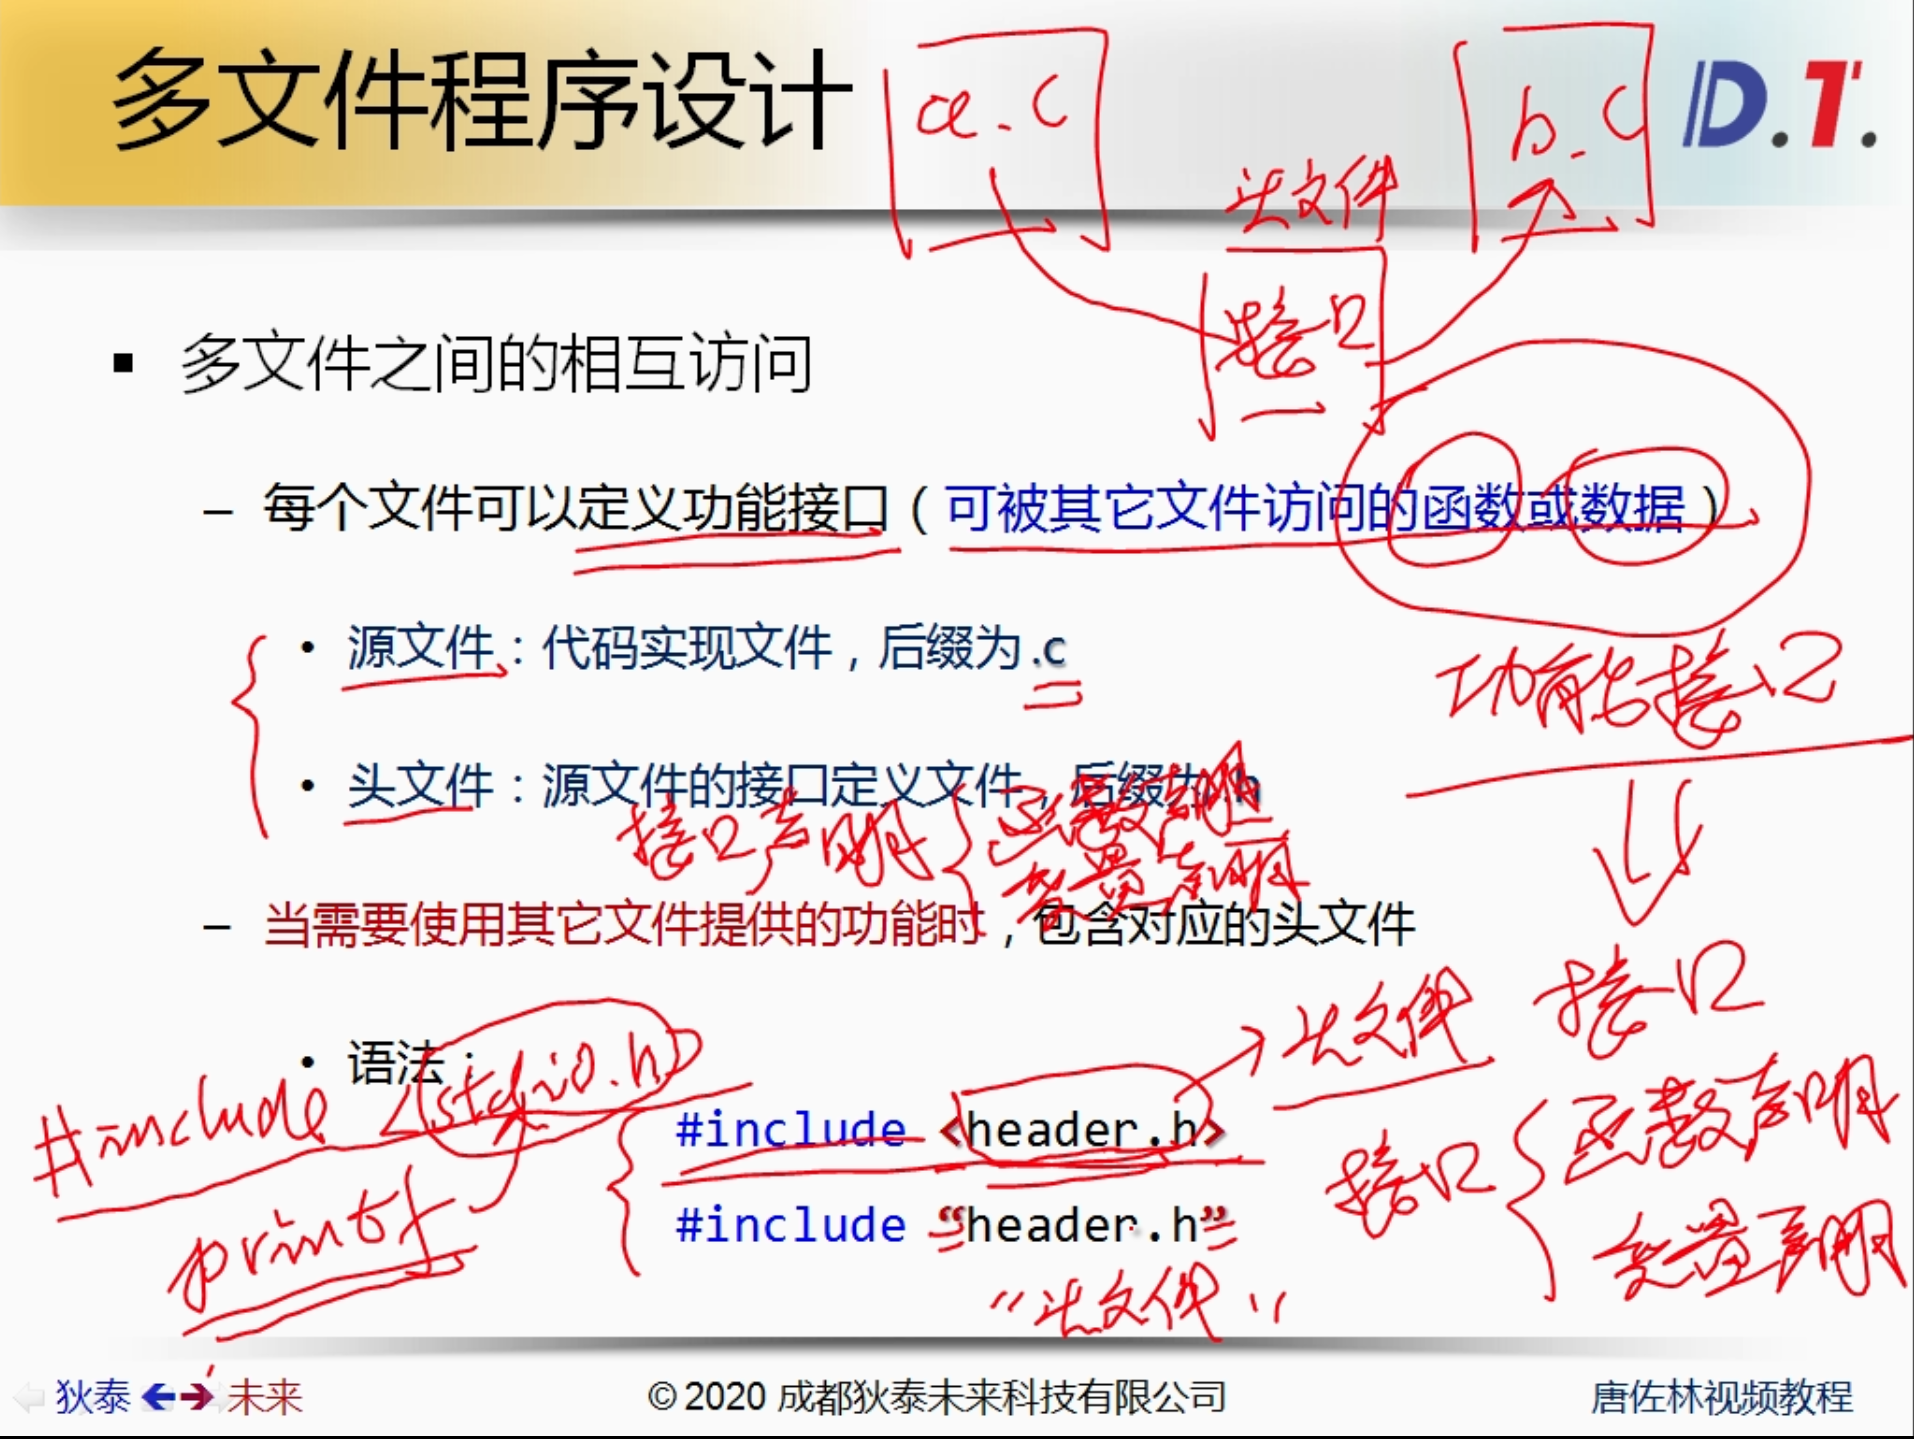 多文件程序设计
a.c
b.c
D.T.
头文件
接口
▪ 多文件之间的相互访问
– 每个文件可以定义功能接口（可被其它文件访问的函数或数据）
• 源文件：代码实现文件，后缀为 .c
功能接口
• 头文件：源文件的接口定义文件，后缀为 .h
接口声明
函数声明
变量声明
– 当需要使用其它文件提供的功能时，包含对应的头文件
接口
头文件
• 语法：
#include <stdio.h>
#include <header.h>
函数声明
接口
printf
#include “header.h”
变量声明
“头文件”
狄泰 未来
© 2020 成都狄泰未来科技有限公司
唐佐林视频教程